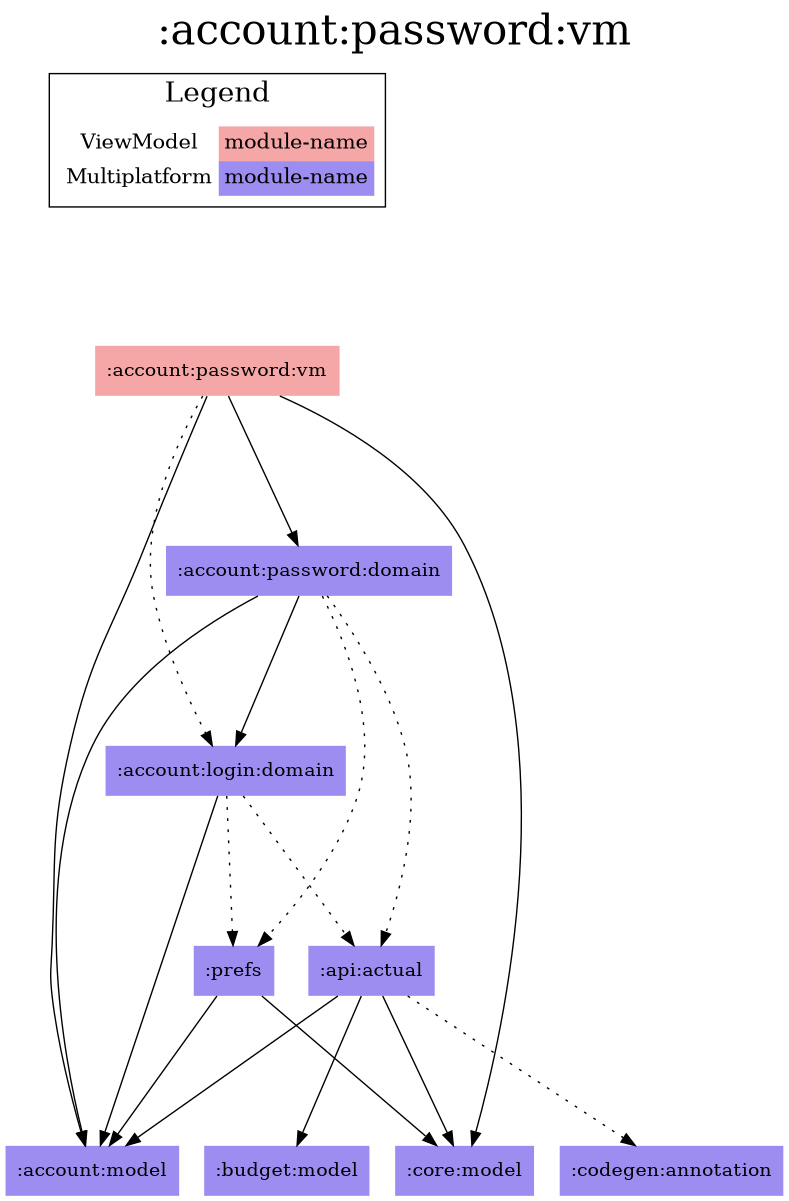 :account:password:vm
Legend
ViewModel module-name
Multiplatform module-name
:account:password:vm
:account:password:domain
:account:login:domain
:prefs :api:actual
:account:model :budget:model :core:model :codegen:annotation